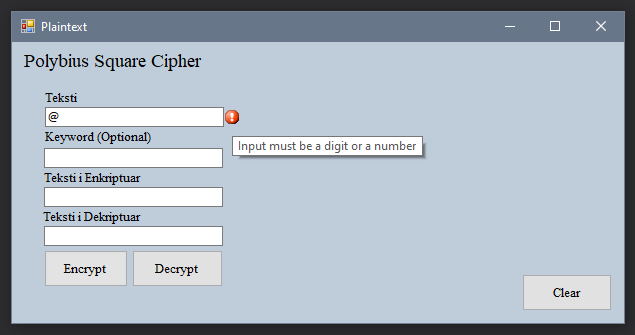 Plaintext
Polybius Square Cipher
Teksti
@
Keyword (Optional)
Input must be a digit or a number
Teksti i Enkriptuar
Teksti i Dekriptuar
Encrypt Decrypt
Clear